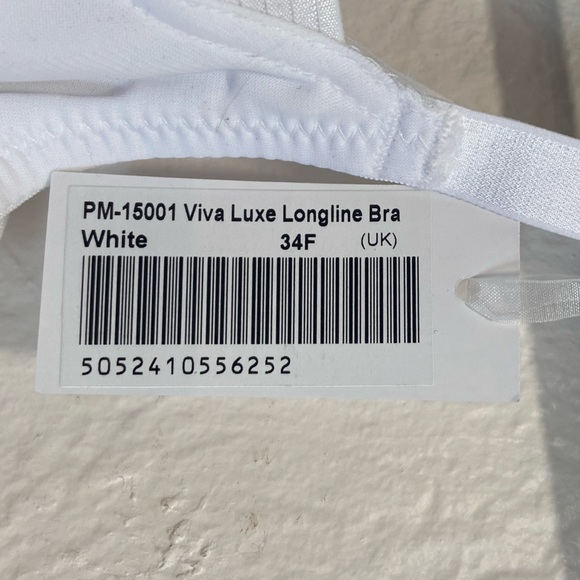 PM-15001 Viva Luxe Longline Bra
White 34F (UK)
5052410556252